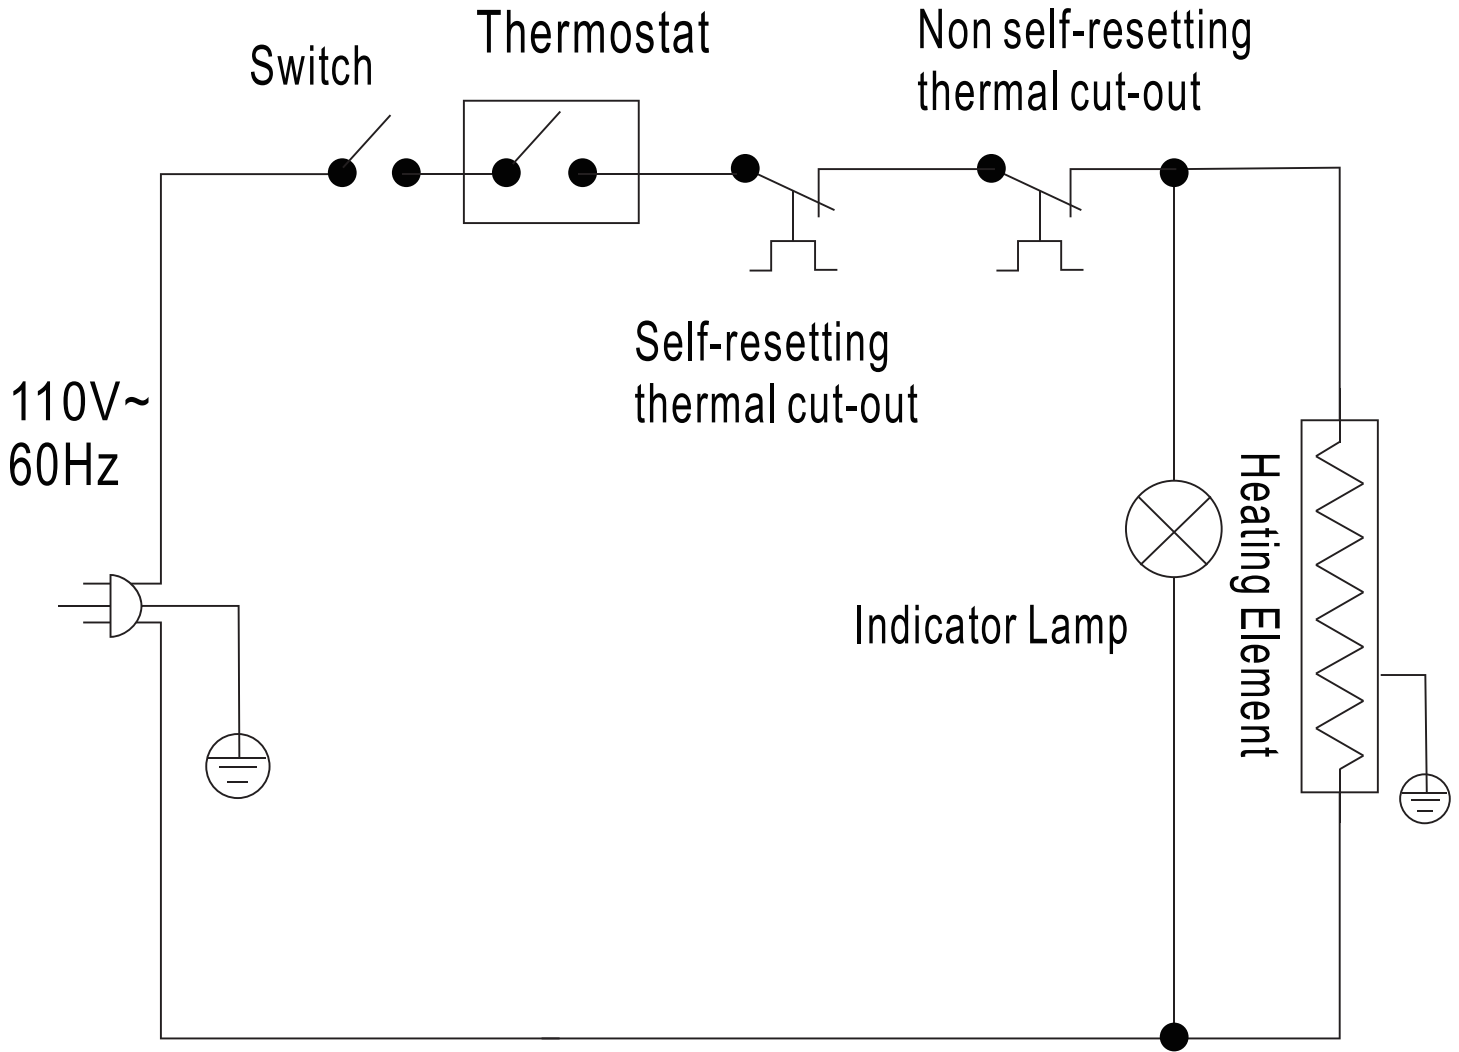 Switch
Thermostat
Non self-resetting
thermal cut-out
Self-resetting
thermal cut-out
110V~
60Hz
Indicator Lamp
Heating Element